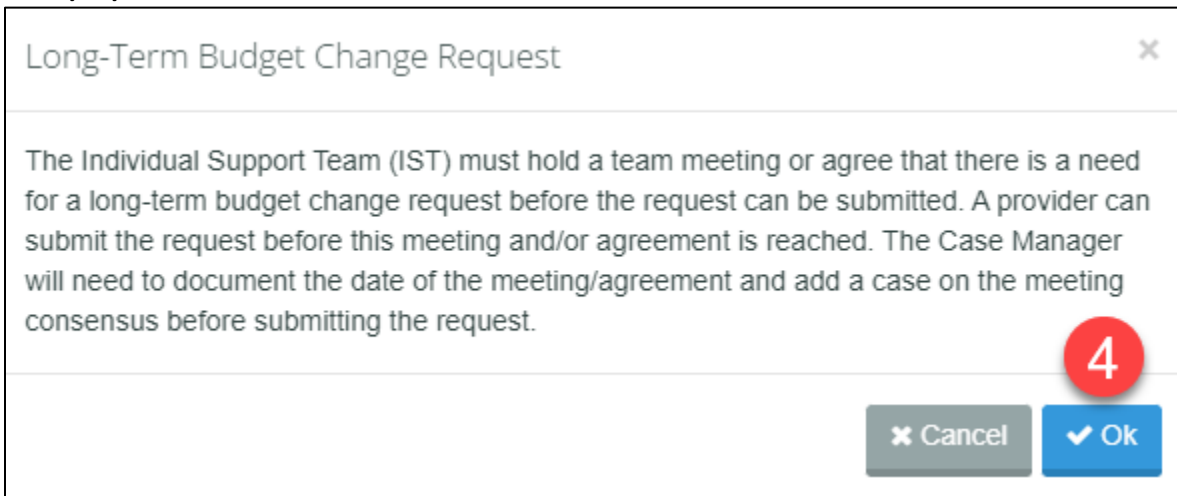 Long-Term Budget Change Request
×
The Individual Support Team (IST) must hold a team meeting or agree that there is a need
for a long-term budget change request before the request can be submitted. A provider can
submit the request before this meeting and/or agreement is reached. The Case Manager
will need to document the date of the meeting/agreement and add a case on the meeting
consensus before submitting the request.
4
✖ Cancel
✔ Ok